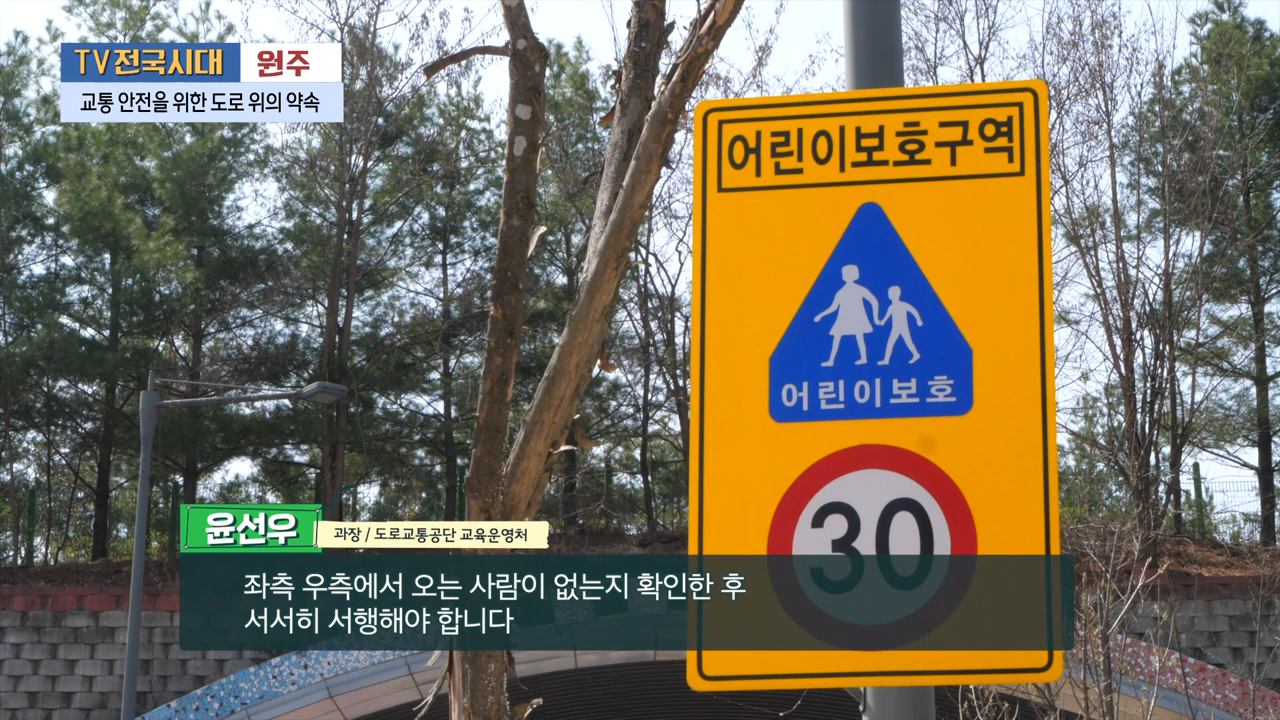 TV 전국시대 원주
교통 안전을 위한 도로 위의 약속
어린이보호구역
어린이보호
30
윤선우 과장 / 도로교통공단 교육운영처
좌측 우측에서 오는 사람이 없는지 확인한 후
서서히 서행해야 합니다